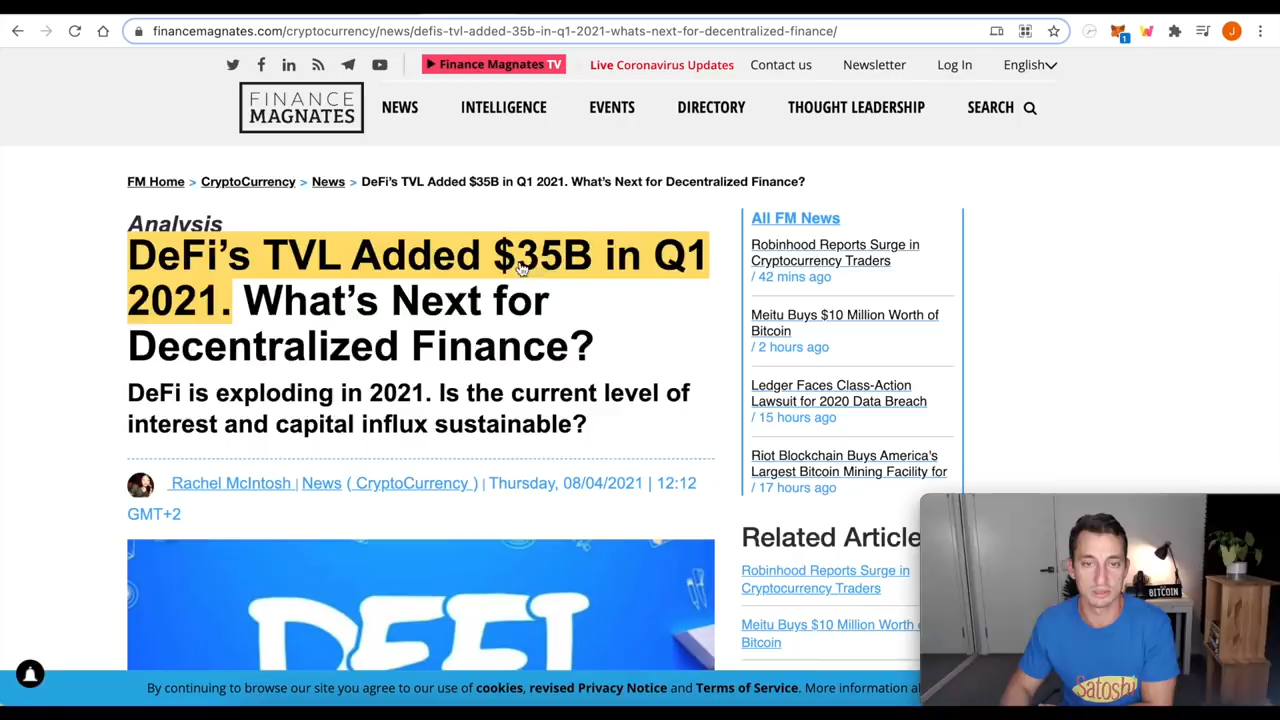 financemagnates.com/cryptocurrency/news/defis-tvl-added-35b-in-q1-2021-whats-next-for-decentralized-finance/
1
J
Finance Magnates TV
Live Coronavirus Updates
Contact us
Newsletter
Log In
English
FINANCE
MAGNATES
NEWS
INTELLIGENCE
EVENTS
DIRECTORY
THOUGHT LEADERSHIP
SEARCH
FM Home > CryptoCurrency > News > DeFi's TVL Added $35B in Q1 2021. What's Next for Decentralized Finance?
Analysis
DeFi's TVL Added $35B in Q1
2021. What's Next for
Decentralized Finance?
DeFi is exploding in 2021. Is the current level of
interest and capital influx sustainable?
Rachel McIntosh | News ( CryptoCurrency ) | Thursday, 08/04/2021 | 12:12
GMT+2
DEFI
All FM News
Robinhood Reports Surge in
Cryptocurrency Traders
/ 42 mins ago
Meitu Buys $10 Million Worth of
Bitcoin
/ 2 hours ago
Ledger Faces Class-Action
Lawsuit for 2020 Data Breach
/ 15 hours ago
Riot Blockchain Buys America's
Largest Bitcoin Mining Facility for
/ 17 hours ago
Related Article
Robinhood Reports Surge in
Cryptocurrency Traders
Meitu Buys $10 Million Worth o
Bitcoin
BITCOIN
Satoshi
By continuing to browse our site you agree to our use of cookies, revised Privacy Notice and Terms of Service. More information a